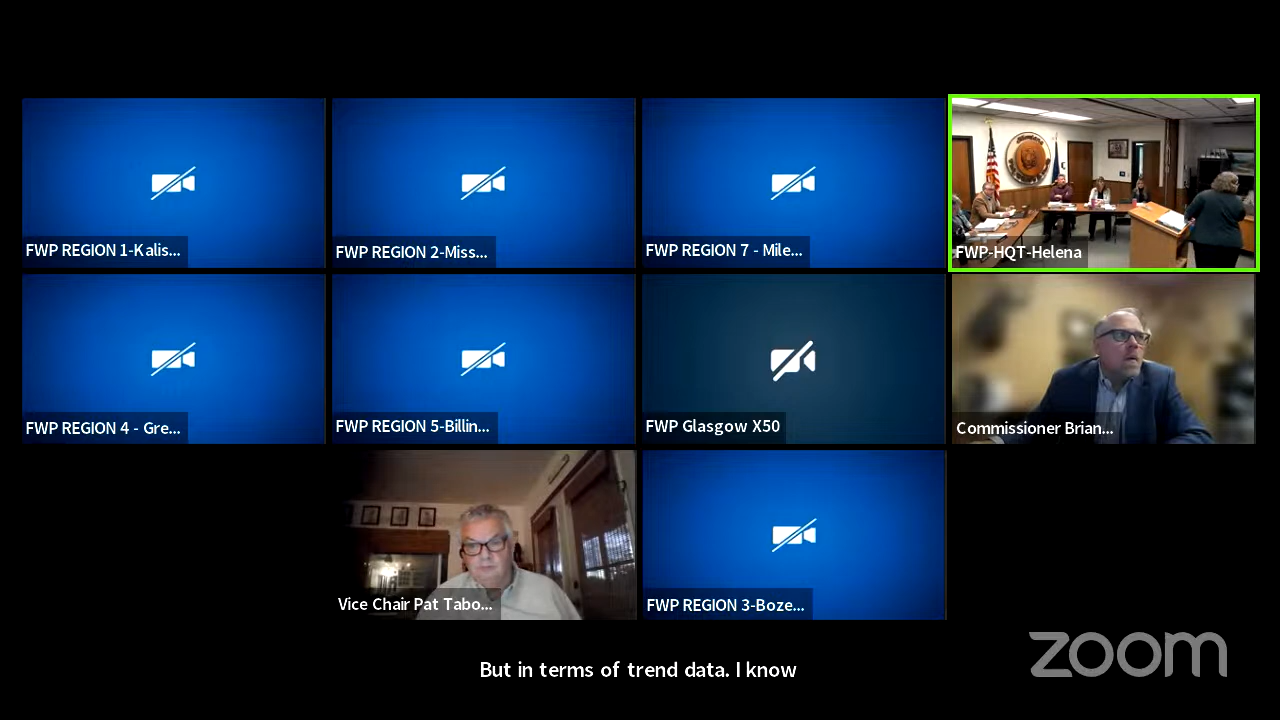 FWP REGION 1-Kalis...
FWP REGION 2-Miss...
FWP REGION 7 - Mile...
FWP-HQT-Helena
FWP REGION 4 - Gre...
FWP REGION 5-Billin...
FWP Glasgow X50
Commissioner Brian...
Vice Chair Pat Tabo...
FWP REGION 3-Boze...
But in terms of trend data. I know
zoom